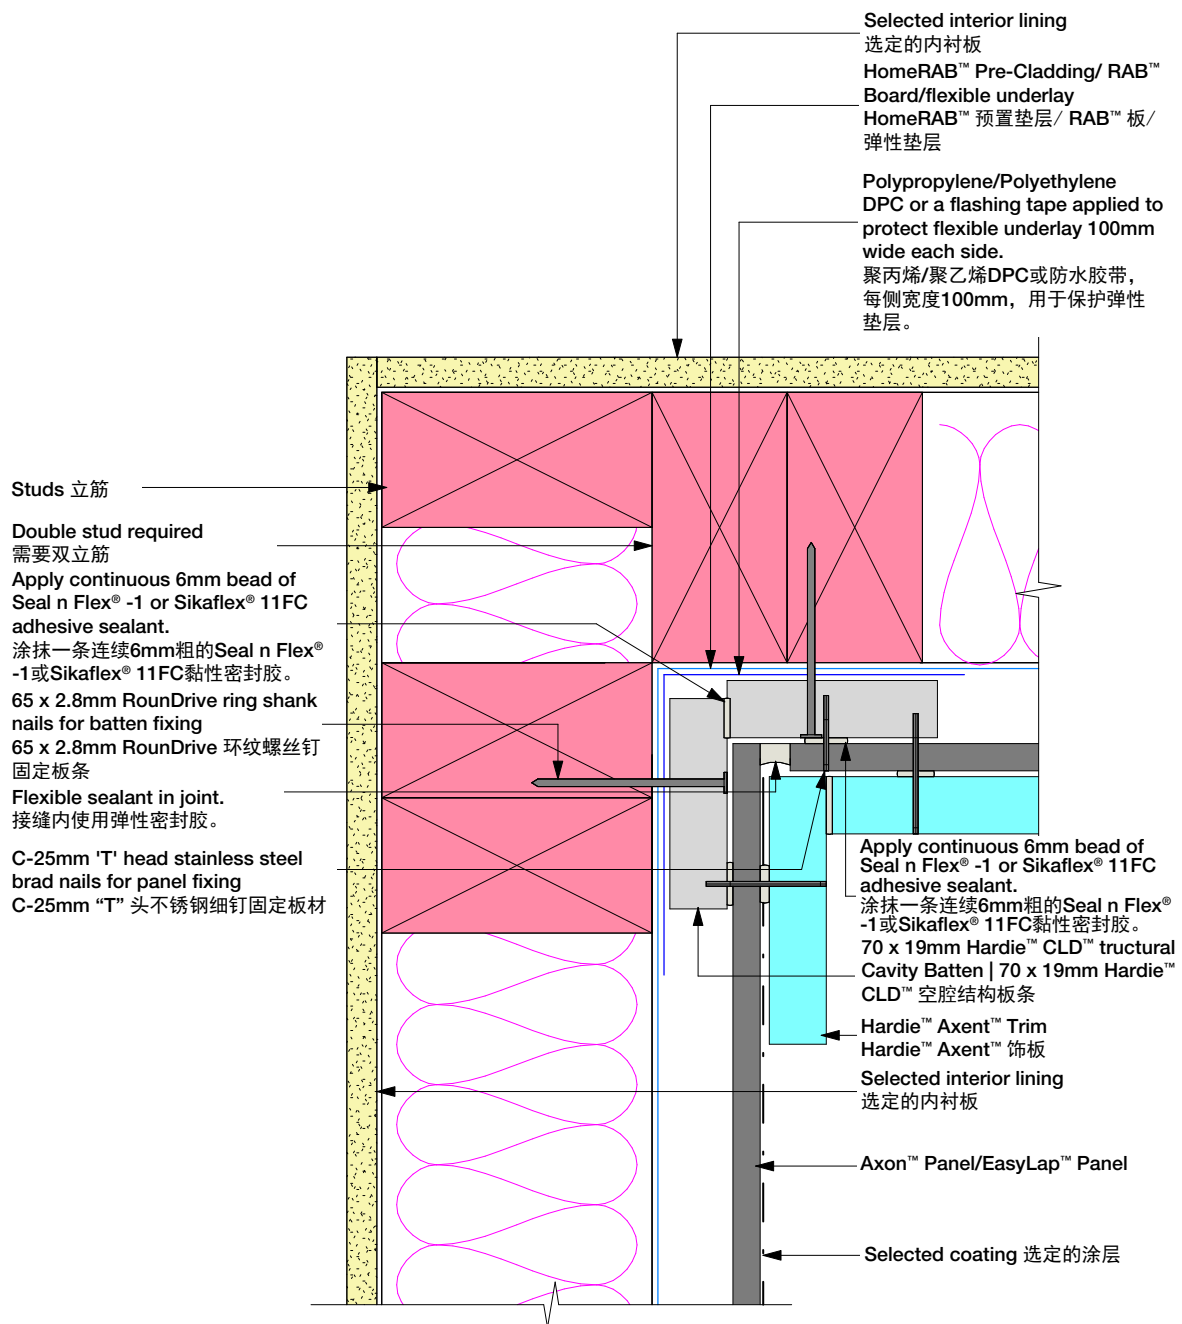 Selected interior lining
选定的内衬板
HomeRAB™ Pre-Cladding/ RAB™
Board/flexible underlay
HomeRAB™ 预置垫层/ RAB™ 板/
弹性垫层
Polypropylene/Polyethylene
DPC or a flashing tape applied to
protect flexible underlay 100mm
wide each side.
聚丙烯/聚乙烯DPC或防水胶带，
每侧宽度100mm，用于保护弹性
垫层。
Studs 立筋
Double stud required
需要双立筋
Apply continuous 6mm bead of
Seal n Flex® -1 or Sikaflex® 11FC
adhesive sealant.
涂抹一条连续6mm粗的Seal n Flex®
-1或Sikaflex® 11FC黏性密封胶。
65 x 2.8mm RounDrive ring shank
nails for batten fixing
65 x 2.8mm RounDrive 环纹螺丝钉
固定板条
Flexible sealant in joint.
接缝内使用弹性密封胶。
C-25mm 'T' head stainless steel
brad nails for panel fixing
C-25mm “T” 头不锈钢细钉固定板材
Apply continuous 6mm bead of
Seal n Flex® -1 or Sikaflex® 11FC
adhesive sealant.
涂抹一条连续6mm粗的Seal n Flex®
-1或Sikaflex® 11FC黏性密封胶。
70 x 19mm Hardie™ CLD™ tructural
Cavity Batten | 70 x 19mm Hardie™
CLD™ 空腔结构板条
Hardie™ Axent™ Trim
Hardie™ Axent™ 饰板
Selected interior lining
选定的内衬板
Axon™ Panel/EasyLap™ Panel
Selected coating 选定的涂层